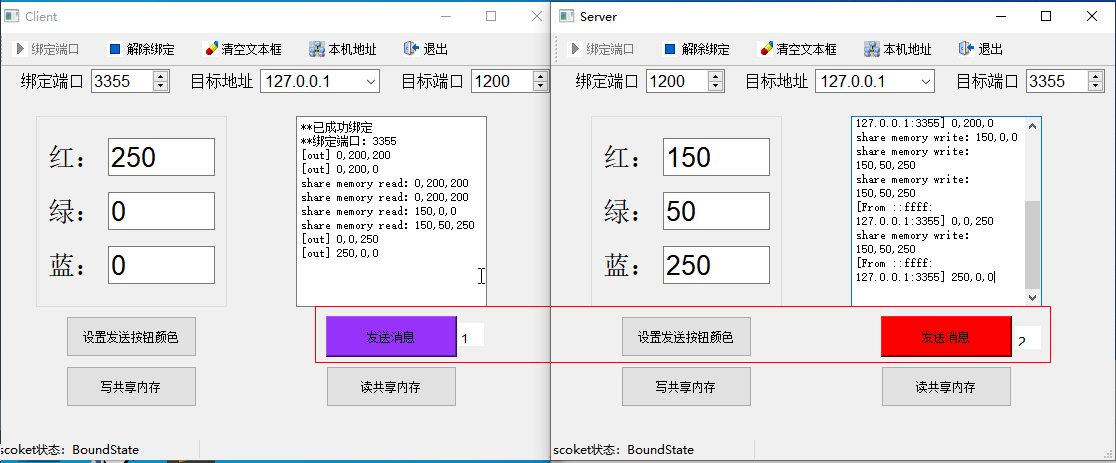 Client
绑定端口 解除绑定 清空文本框 本机地址 退出
绑定端口 3355 目标地址 127.0.0.1 目标端口 1200
红： 250
绿： 0
蓝： 0
**已成功绑定
**绑定端口：3355
[out] 0,200,200
[out] 0,200,0
share memory read: 0,200,200
share memory read: 0,200,200
share memory read: 150,0,0
share memory read: 150,50,250
[out] 0,0,250
[out] 250,0,0
设置发送按钮颜色 发送消息 1
写共享内存 读共享内存
scoket状态：BoundState
Server
绑定端口 解除绑定 清空文本框 本机地址 退出
绑定端口 1200 目标地址 127.0.0.1 目标端口 3355
红： 150
绿： 50
蓝： 250
127.0.0.1:3355] 0,200,0
share memory write: 150,0,0
share memory write:
150,50,250
share memory write:
150,50,250
[From ::ffff:
127.0.0.1:3355] 0,0,250
share memory write:
150,50,250
[From ::ffff:
127.0.0.1:3355] 250,0,0
设置发送按钮颜色 发送消息 2
写共享内存 读共享内存
scoket状态：BoundState